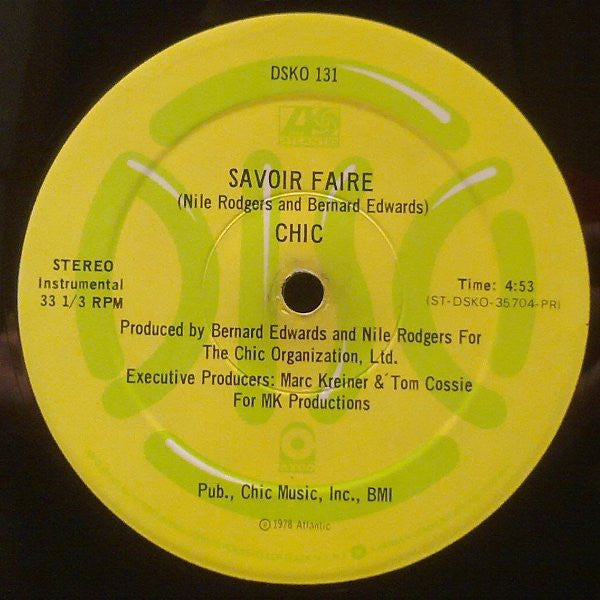 DSKO 131
ATLANTIC
SAVOIR FAIRE
(Nile Rodgers and Bernard Edwards)
CHIC
STEREO
Instrumental
33 1/3 RPM
Time: 4:53
(ST-DSKO-35704-PR)
Produced by Bernard Edwards and Nile Rodgers For
The Chic Organization, Ltd.
Executive Producers: Marc Kreiner & Tom Cossie
For MK Productions
Pub., Chic Music, Inc., BMI
℗ 1978 Atlantic